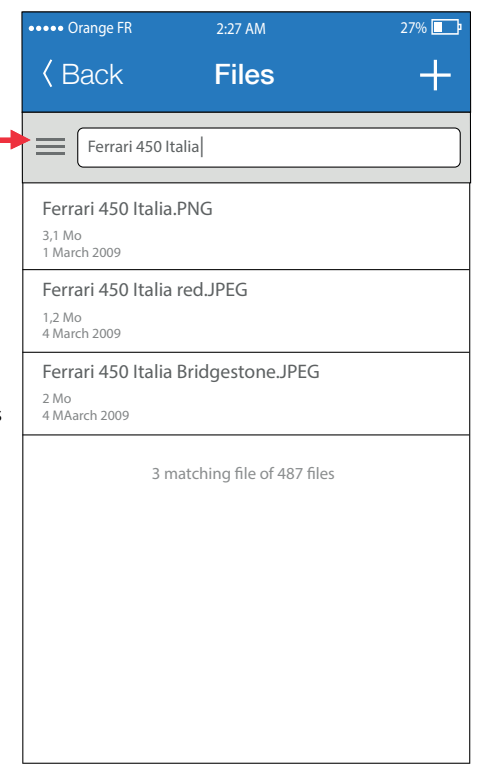 Orange FR 2:27 AM 27%
Back Files
Ferrari 450 Italia
Ferrari 450 Italia.PNG
3,1 Mo
1 March 2009
Ferrari 450 Italia red.JPEG
1,2 Mo
4 March 2009
Ferrari 450 Italia Bridgestone.JPEG
2 Mo
4 MAarch 2009
s
3 matching file of 487 files